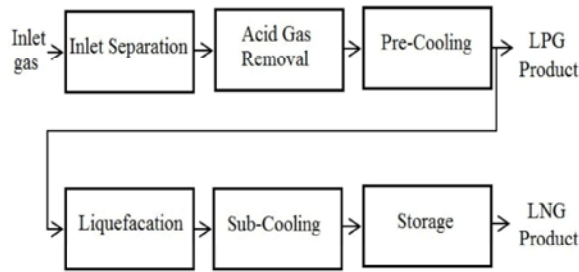 Inlet
gas
Inlet Separation
Acid Gas
Removal
Pre-Cooling
LPG
Product
Liquefacation
Sub-Cooling
Storage
LNG
Product